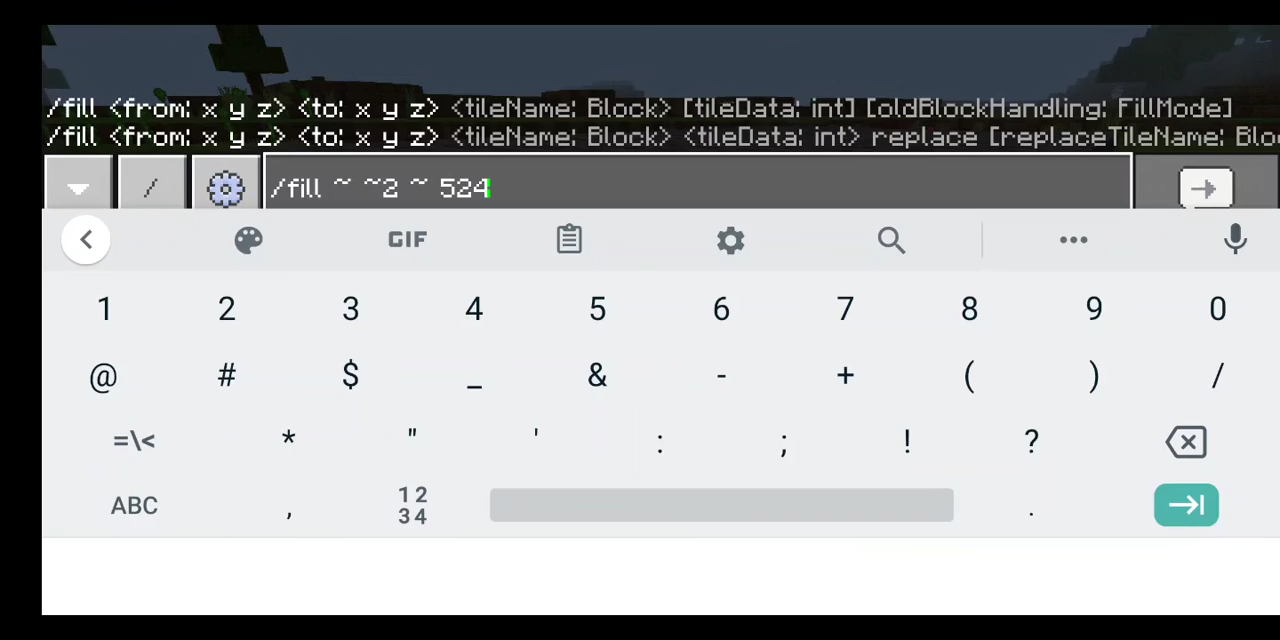 /fill <from: x y z> <to: x y z> <tileName: Block> [tileData: int] [oldBlockHandling: FillMode]
/fill <from: x y z> <to: x y z> <tileName: Block> <tileData: int> replace [replaceTileName: Bloc
/
/fill ~ ~2 ~ 524
GIF
1 2 3 4 5 6 7 8 9 0
@ # $ _ & - + ( ) /
=\< * " ' : ; ! ?
ABC , 12 34 .